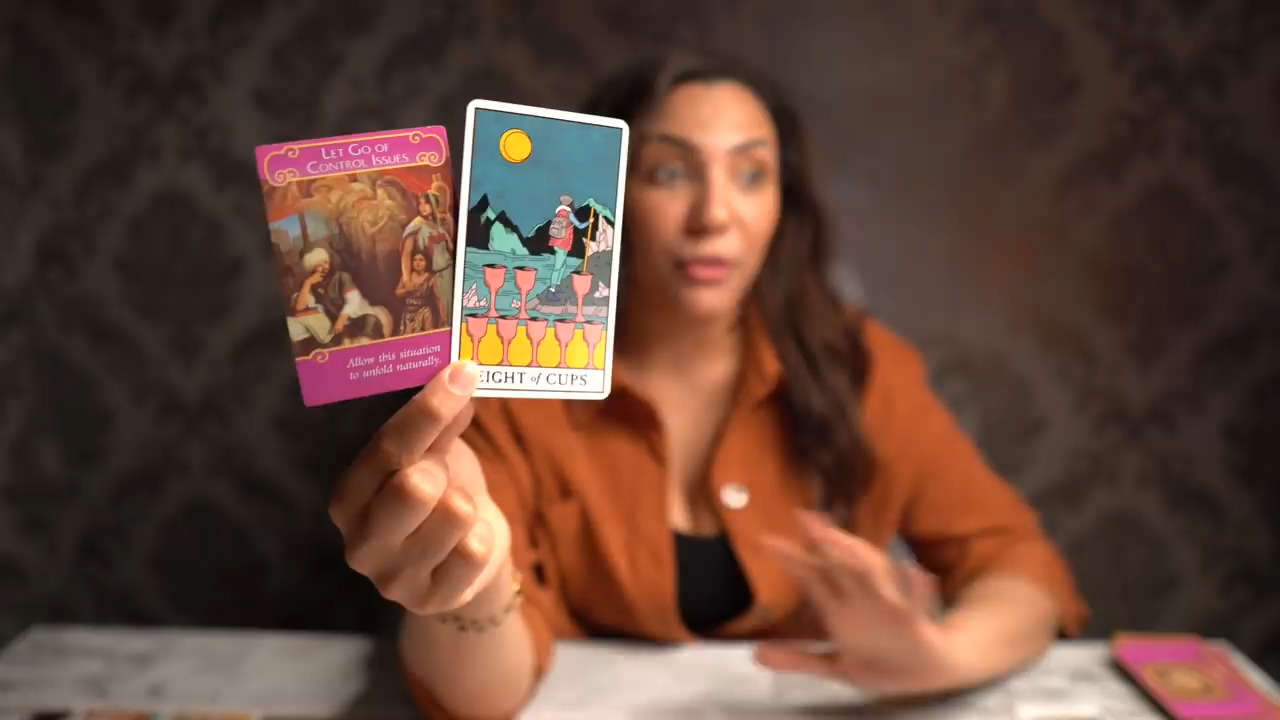 LET GO OF
CONTROL ISSUES
Allow this situation
to unfold naturally.
EIGHT of CUPS